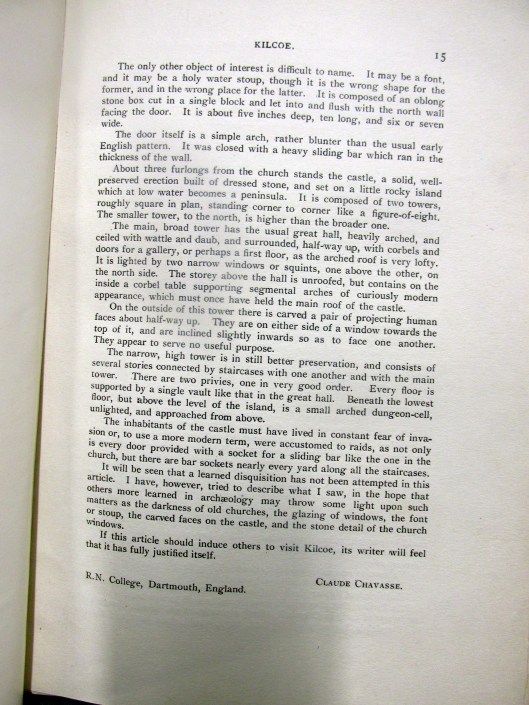 KILCOE.
15
The only other object of interest is difficult to name. It may be a font,
and it may be a holy water stoup, though it is the wrong shape for the
former, and in the wrong place for the latter. It is composed of an oblong
stone box cut in a single block and let into and flush with the north wall
facing the door. It is about five inches deep, ten long, and six or seven
wide.
The door itself is a simple arch, rather blunter than the usual early
English pattern. It was closed with a heavy sliding bar which ran in the
thickness of the wall.
About three furlongs from the church stands the castle, a solid, well-
preserved erection built of dressed stone, and set on a little rocky island
which at low water becomes a peninsula. It is composed of two towers,
roughly square in plan, standing corner to corner like a figure-of-eight.
The smaller tower, to the north, is higher than the broader one.
The main, broad tower has the usual great hall, heavily arched, and
ceiled with wattle and daub, and surrounded, half-way up, with corbels and
doors for a gallery, or perhaps a first floor, as the arched roof is very lofty.
It is lighted by two narrow windows or squints, one above the other, on
the north side. The storey above the hall is unroofed, but contains on the
inside a corbel table supporting segmental arches of curiously modern
appearance, which must once have held the main roof of the castle.
On the outside of this tower there is carved a pair of projecting human
faces about half-way up. They are on either side of a window towards the
top of it, and are inclined slightly inwards so as to face one another.
They appear to serve no useful purpose.
The narrow, high tower is in still better preservation, and consists of
several stories connected by staircases with one another and with the main
tower. There are two privies, one in very good order. Every floor is
supported by a single vault like that in the great hall. Beneath the lowest
floor, but above the level of the island, is a small arched dungeon-cell,
unlighted, and approached from above.
The inhabitants of the castle must have lived in constant fear of inva-
sion or, to use a more modern term, were accustomed to raids, as not only
is every door provided with a socket for a sliding bar like the one in the
church, but there are bar sockets nearly every yard along all the staircases.
It will be seen that a learned disquisition has not been attempted in this
article. I have, however, tried to describe what I saw, in the hope that
others more learned in archæology may throw some light upon such
matters as the darkness of old churches, the glazing of windows, the font
or stoup, the carved faces on the castle, and the stone detail of the church
windows.
If this article should induce others to visit Kilcoe, its writer will feel
that it has fully justified itself.
CLAUDE CHAVASSE.
R.N. College, Dartmouth, England.